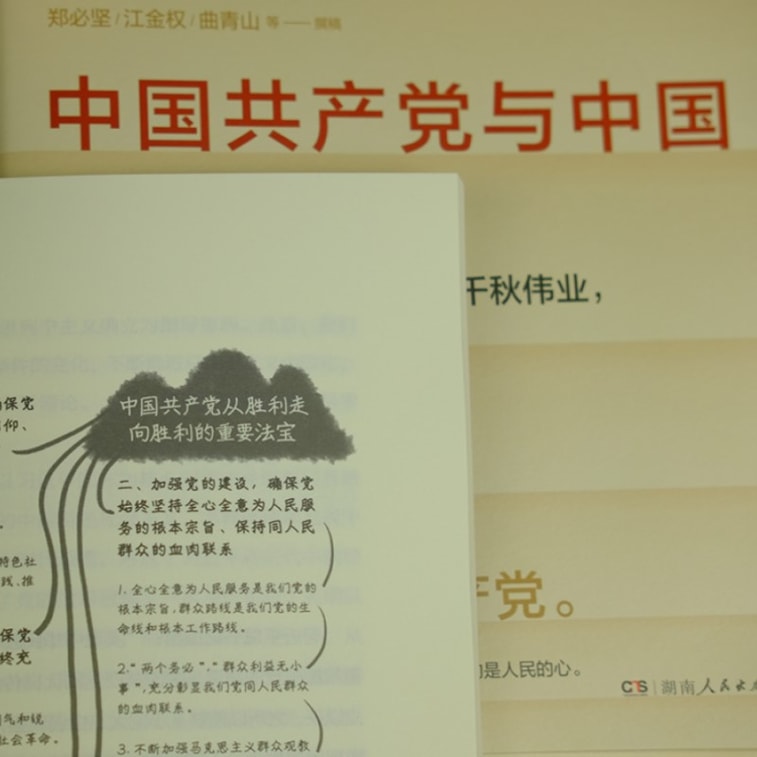 郑必坚 / 江金权 / 曲青山 等 —— 撰稿
中国共产党与中国
千秋伟业，
产党。
的是人民的心。
湖南人民出
中国共产党从胜利走
向胜利的重要法宝
二、加强党的建设，确保党
始终坚持全心全意为人民服
务的根本宗旨、保持同人民
群众的血肉联系
1. 全心全意为人民服务是我们党的
根本宗旨，群众路线是我们党的生
命线和根本工作路线。
2.“两个务必”，“群众利益无小
事”，充分彰显我们党同人民群众
的血肉联系。
3. 不断加强马克思主义群众观教
保党
仰、
特色社
践、推
保党
终充
气和锐
社会革命。